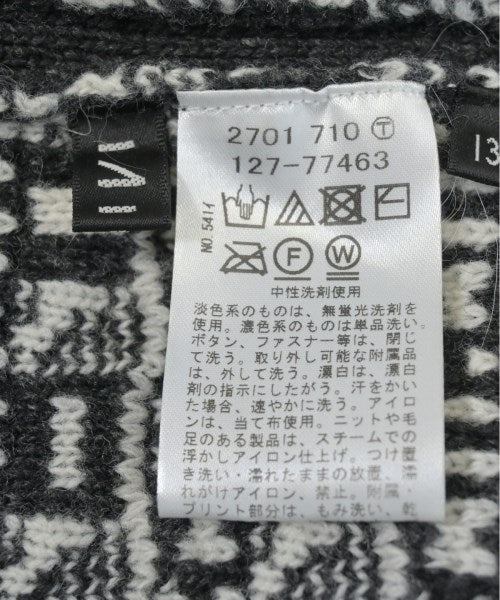 2701 710 Ⓣ
127-77463
NO.541イ
F
W
中性洗剤使用
淡色系のものは、無蛍光洗剤を
使用。濃色系のものは単品洗い。
ボタン、ファスナー等は、閉じ
て洗う。取り外し可能な附属品
は、外して洗う。漂白は、漂白
剤の指示にしたがう。汗をかい
た場合、速やかに洗う。アイロ
ンは、当て布使用。ニットや毛
足のある製品は、スチームでの
浮かしアイロン仕上げ。つけ置
き洗い・濡れたままの放置、濡
れがけアイロン、禁止。附属・
プリント部分は、もみ洗い、乾
13